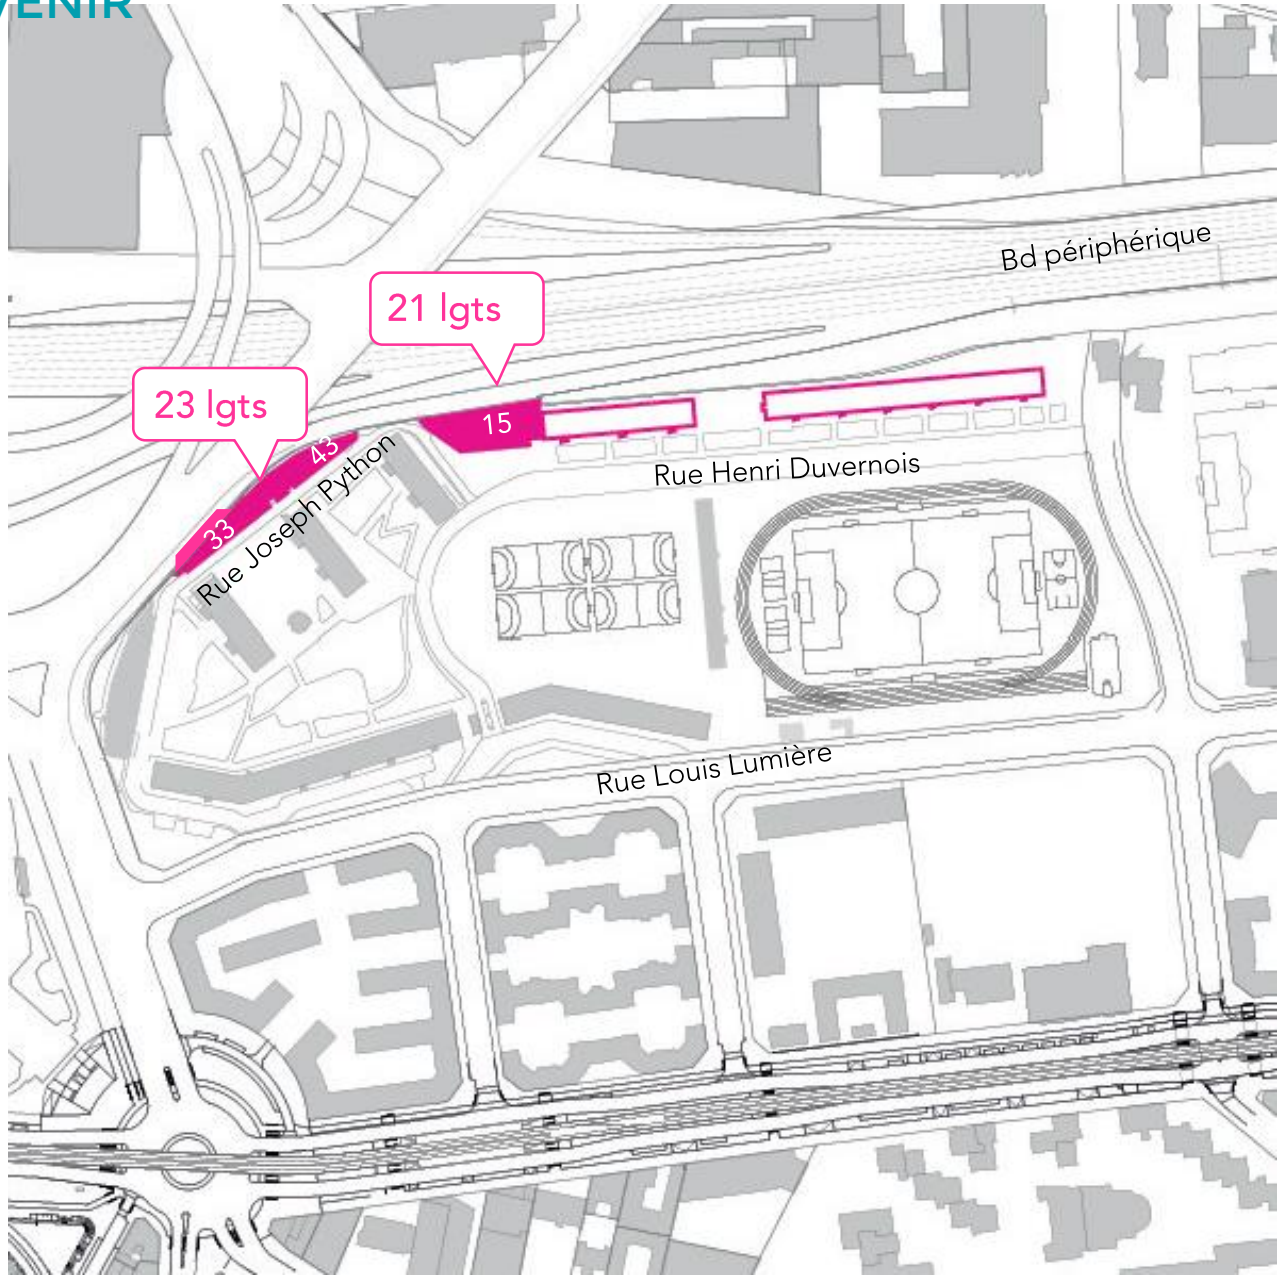 VENIR
Bd périphérique
21 lgts
23 lgts
15
43
33
Rue Joseph Python
Rue Henri Duvernois
Rue Louis Lumière